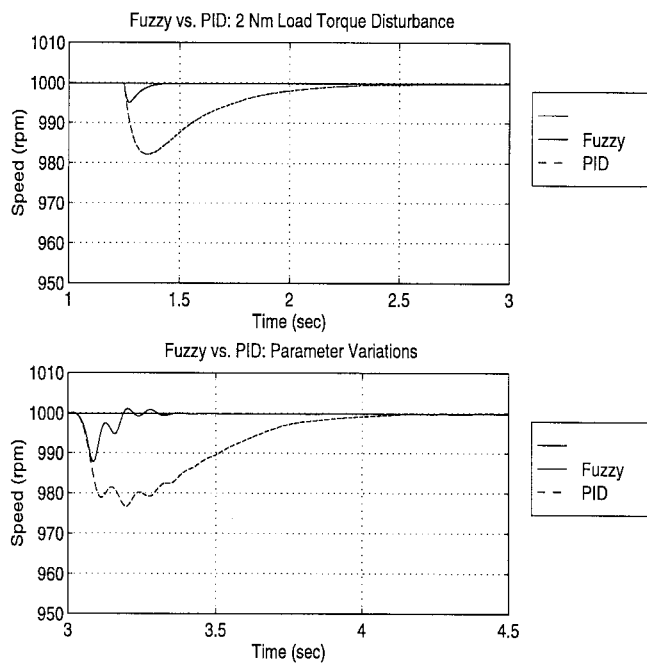 Fuzzy vs. PID: 2 Nm Load Torque Disturbance
1010
1000
990
980
970
960
950
Speed (rpm)
1
1.5
2
2.5
3
Time (sec)
Fuzzy
PID
Fuzzy vs. PID: Parameter Variations
1010
1000
990
980
970
960
950
Speed (rpm)
3
3.5
4
4.5
Time (sec)
Fuzzy
PID